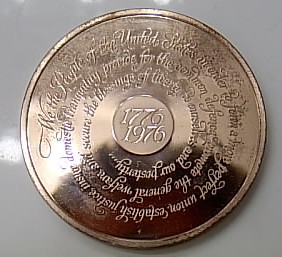 We the People of the United States, in order to form a more perfect union, establish justice, insure domestic tranquility, provide for the common defence, promote the general welfare, and secure the blessings of liberty to ourselves and our posterity
1776
1976